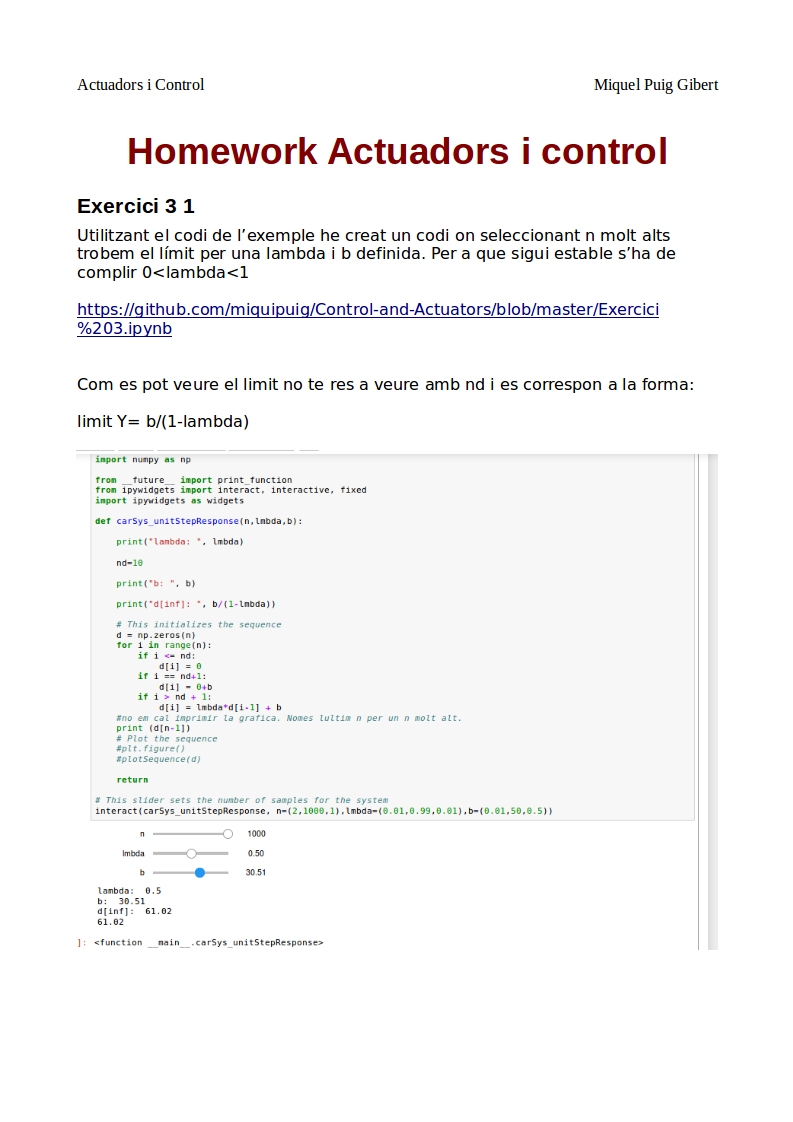 Actuadors i Control Miquel Puig Gibert
Homework Actuadors i control
Exercici 3 1
Utilitzant el codi de l’exemple he creat un codi on seleccionant n molt alts
trobem el límit per una lambda i b definida. Per a que sigui estable s’ha de
complir 0<lambda<1
https://github.com/miquipuig/Control-and-Actuators/blob/master/Exercici
%203.ipynb
Com es pot veure el limit no te res a veure amb nd i es correspon a la forma:
limit Y= b/(1-lambda)
import numpy as np
from __future__ import print_function
from ipywidgets import interact, interactive, fixed
import ipywidgets as widgets
def carSys_unitStepResponse(n,lmbda,b):
print("lambda: ", lmbda)
nd=10
print("b: ", b)
print("d[inf]: ", b/(1-lmbda))
# This initializes the sequence
d = np.zeros(n)
for i in range(n):
if i <= nd:
d[i] = 0
if i == nd+1:
d[i] = 0+b
if i > nd + 1:
d[i] = lmbda*d[i-1] + b
#no em cal imprimir la grafica. Nomes lultim n per un n molt alt.
print (d[n-1])
# Plot the sequence
#plt.figure()
#plotSequence(d)
return
# This slider sets the number of samples for the system
interact(carSys_unitStepResponse, n=(2,1000,1),lmbda=(0.01,0.99,0.01),b=(0.01,50,0.5))
n 1000
lmbda 0.50
b 30.51
lambda: 0.5
b: 30.51
d[inf]: 61.02
61.02
]: <function __main__.carSys_unitStepResponse>